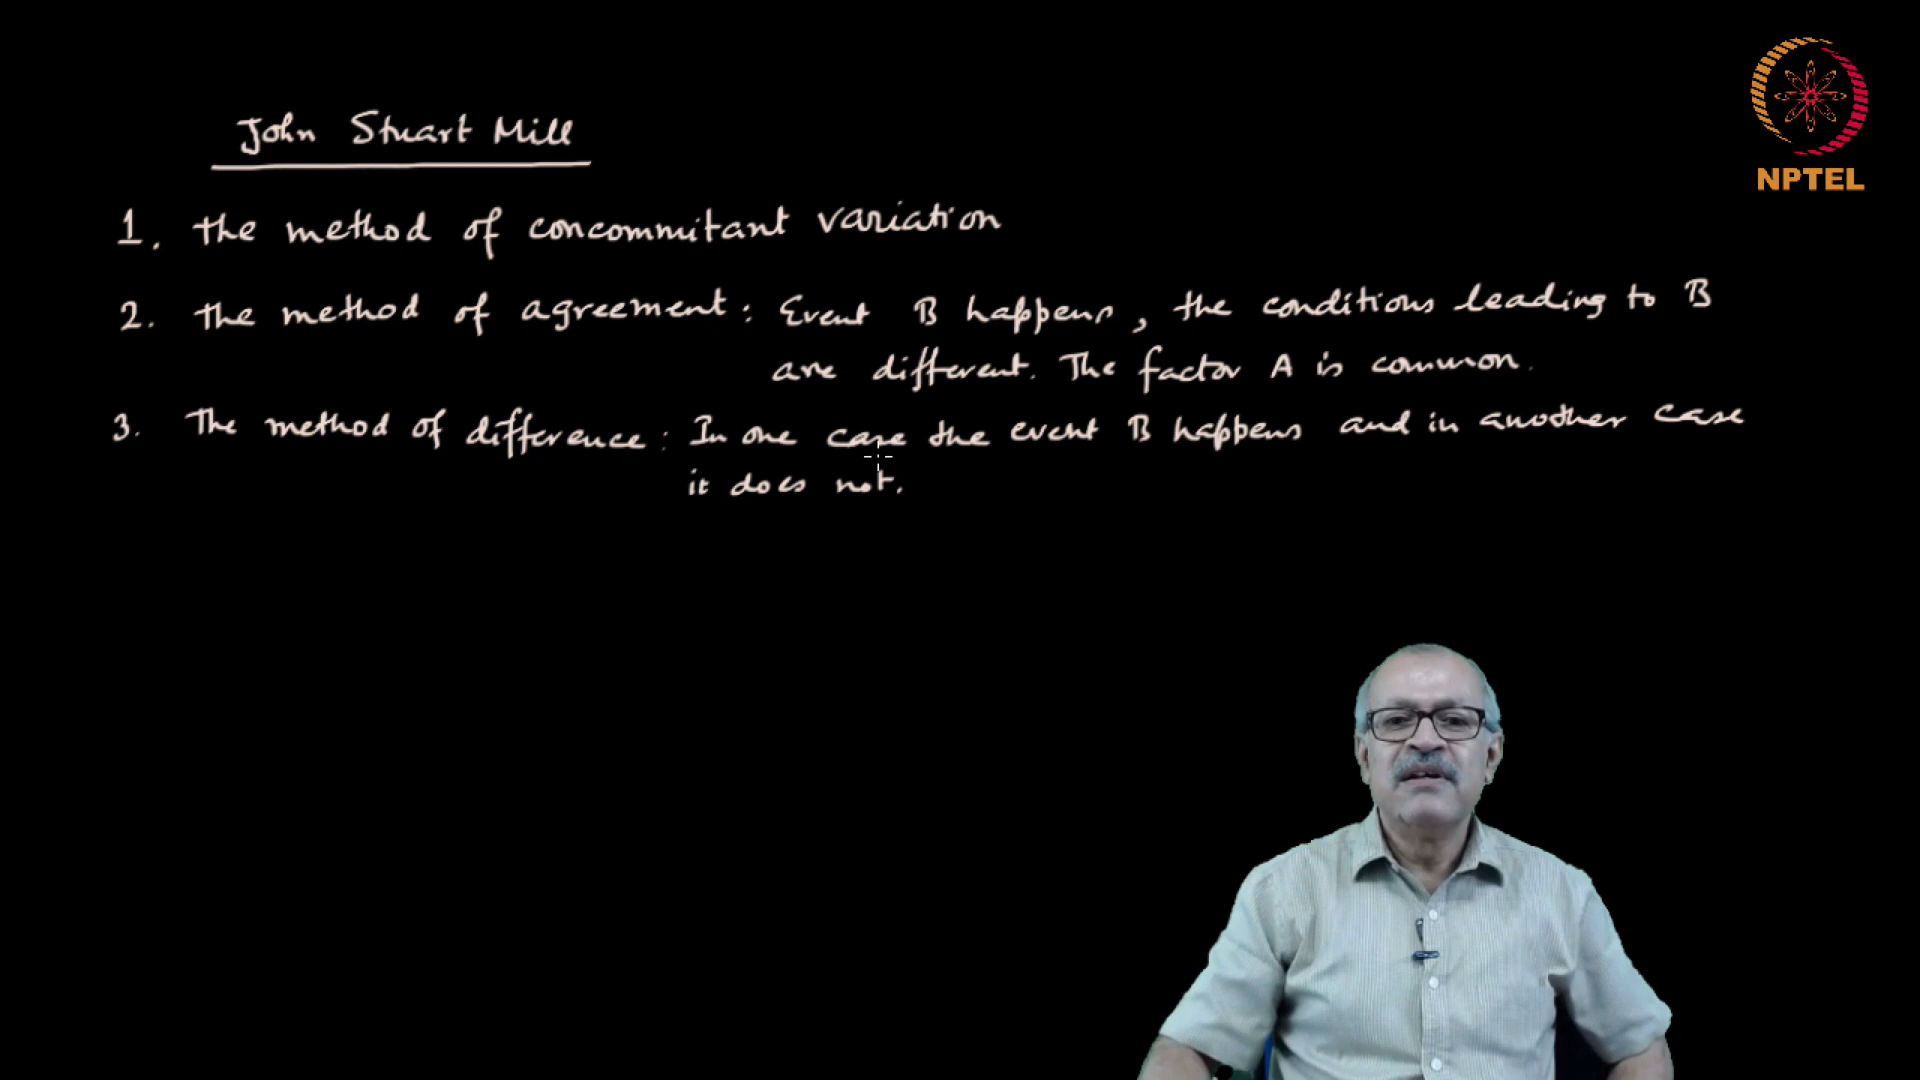 John Stuart Mill
NPTEL
1. The method of concommitant variation
2. The method of agreement: Event B happens, the conditions leading to B
are different. The factor A is common.
3. The method of difference: In one case the event B happens and in another case
it does not.